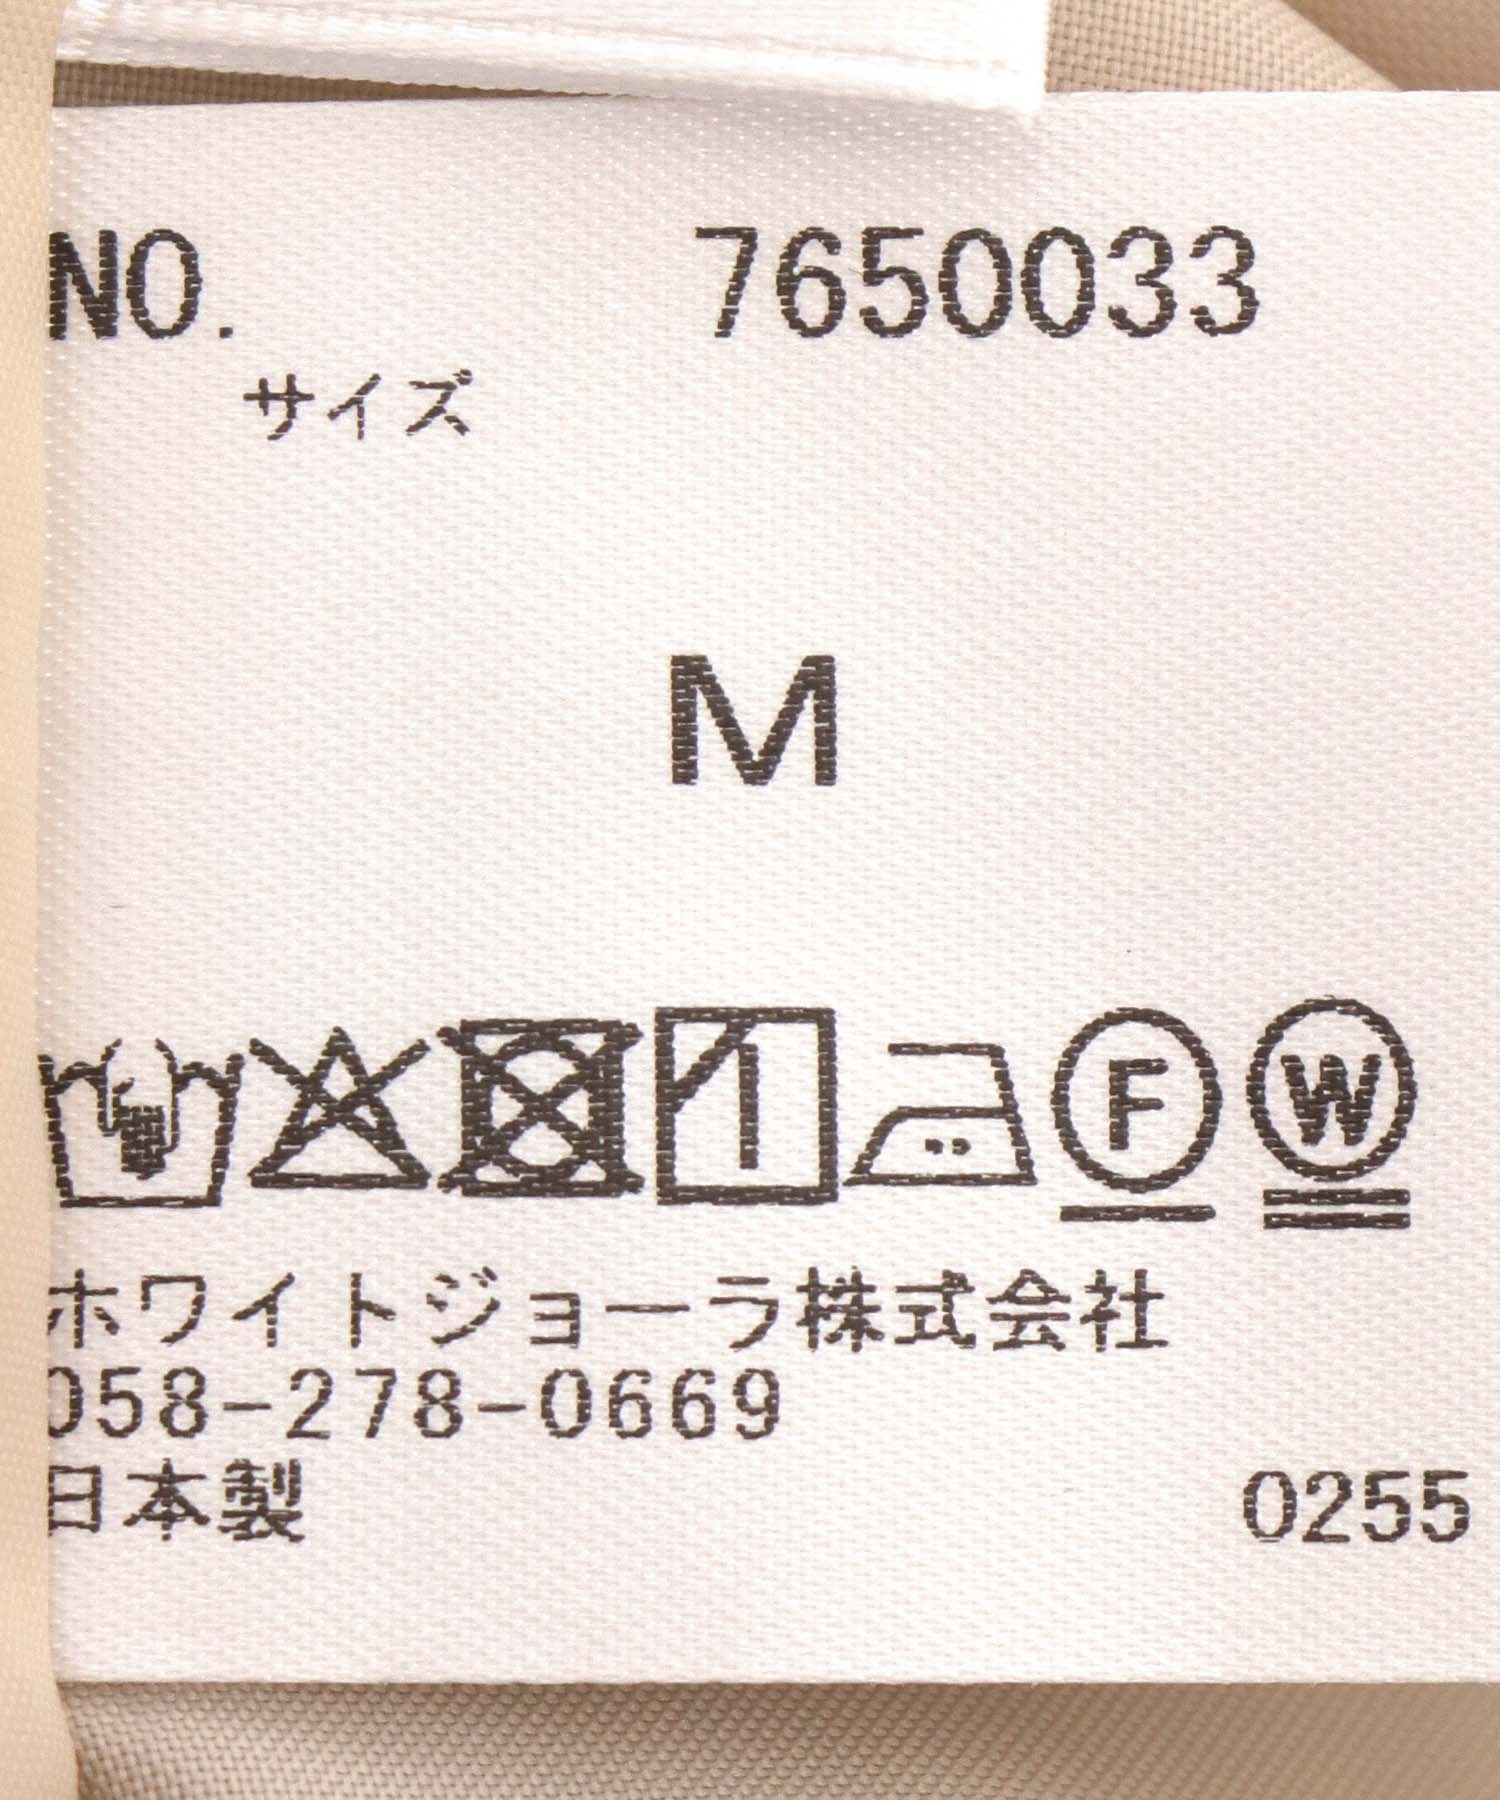 NO. 7650033
サイズ
M
F W
ホワイトジョーラ株式会社
058-278-0669
日本製 0255